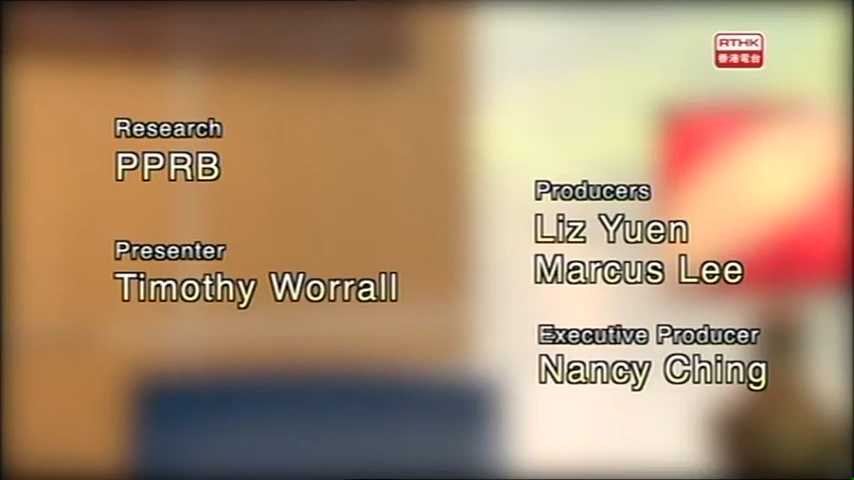 RTHK
香港電台
Research
PPRB
Presenter
Timothy Worrall
Producers
Liz Yuen
Marcus Lee
Executive Producer
Nancy Ching